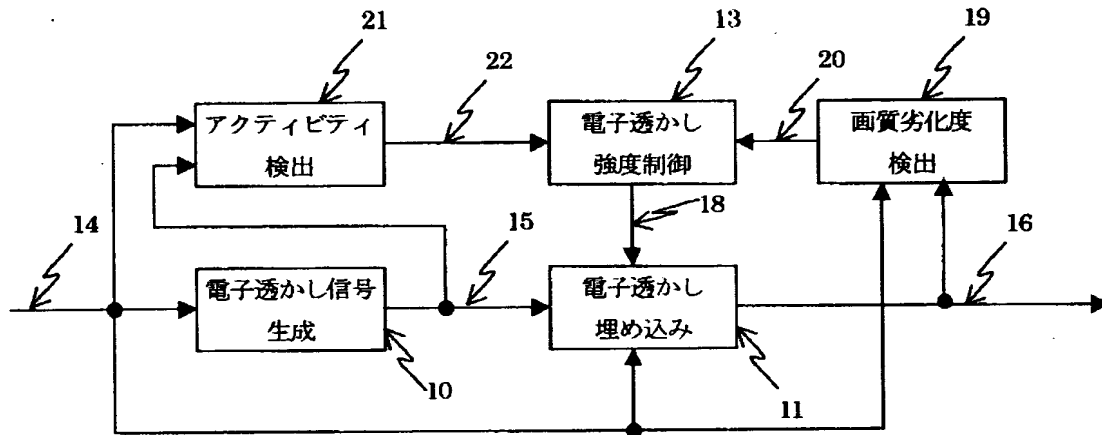 21
13
19
22
20
アクティビティ
検出
電子透かし
強度制御
画質劣化度
検出
14
15
18
16
電子透かし信号
生成
電子透かし
埋め込み
10
11